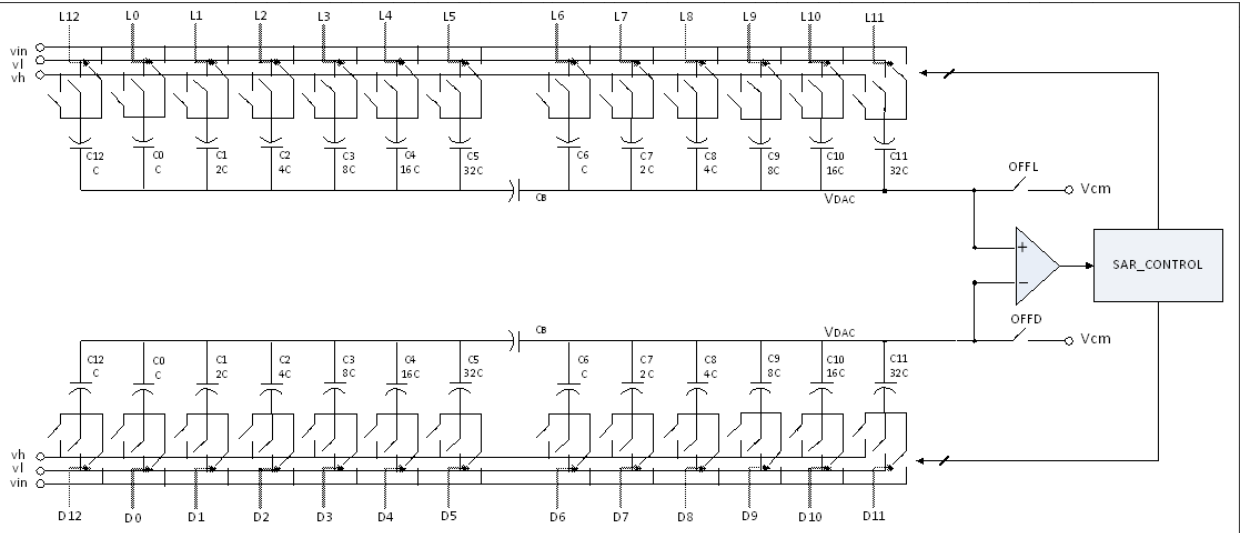 L12 L0 L1 L2 L3 L4 L5 L6 L7 L8 L9 L10 L11
vin
vl
vh
C12 C0 C1 C2 C3 C4 C5 C6 C7 C8 C9 C10 C11
C C 2C 4C 8C 16C 32C C 2C 4C 8C 16C 32C
OFFL
CB VDAC Vcm
+
SAR_CONTROL
−
OFFD
CB VDAC Vcm
C12 C0 C1 C2 C3 C4 C5 C6 C7 C8 C9 C10 C11
C C 2C 4C 8C 16C 32C C 2C 4C 8C 16C 32C
vh
vl
vin
D12 D0 D1 D2 D3 D4 D5 D6 D7 D8 D9 D10 D11